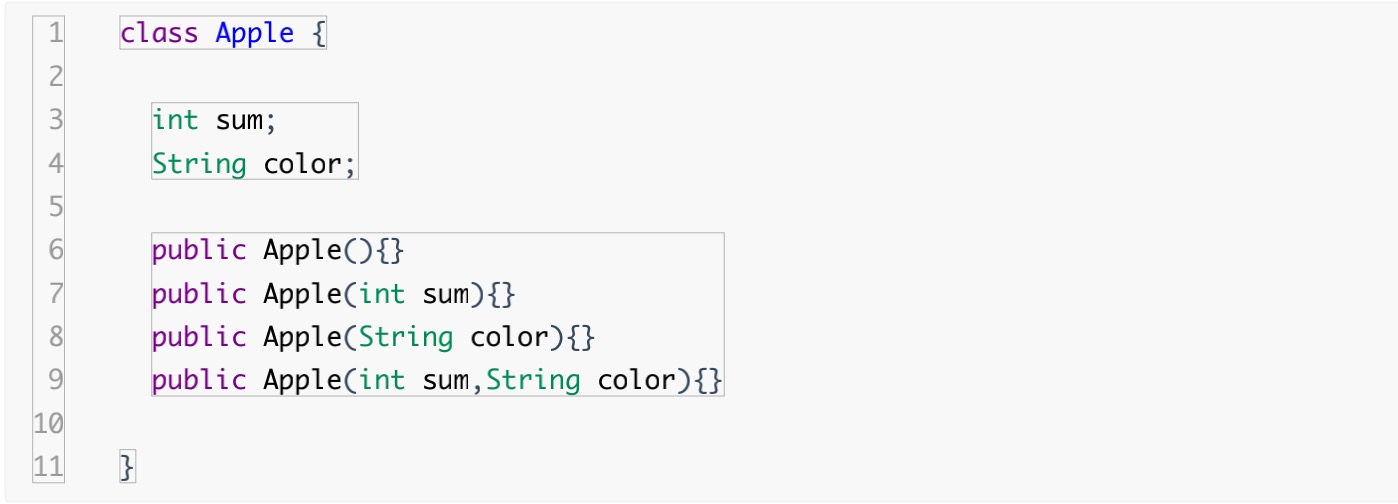 1 class Apple {
2
3 int sum;
4 String color;
5
6 public Apple(){}
7 public Apple(int sum){}
8 public Apple(String color){}
9 public Apple(int sum,String color){}
10
11 }